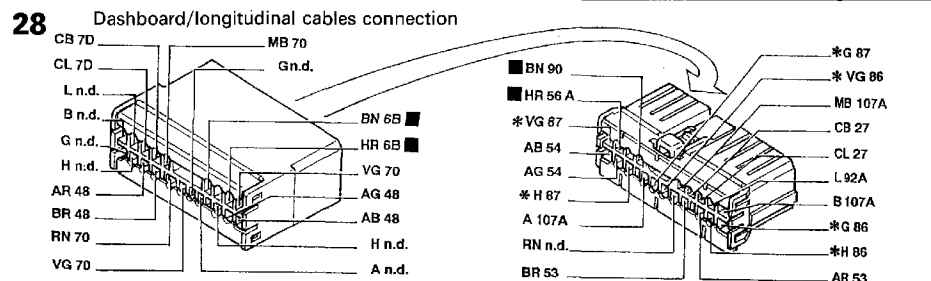 28 Dashboard/longitudinal cables connection
CB 7D
CL 7D
L n.d.
B n.d.
G n.d.
H n.d.
AR 48
BR 48
RN 70
VG 70
MB 70
Gn.d.
BN 6B ■
HR 6B ■
VG 70
AG 48
AB 48
H n.d.
A n.d.
■ BN 90
■ HR 56 A
*VG 87
AB 54
AG 54
*H 87
A 107A
RN n.d.
BR 53
*G 87
* VG 86
MB 107A
CB 27
CL 27
L 92A
B 107A
*G 86
*H 86
AR 53